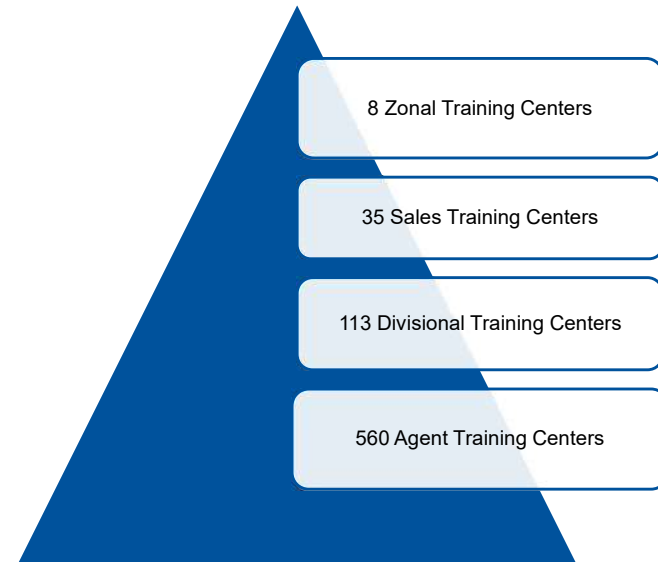 8 Zonal Training Centers
35 Sales Training Centers
113 Divisional Training Centers
560 Agent Training Centers